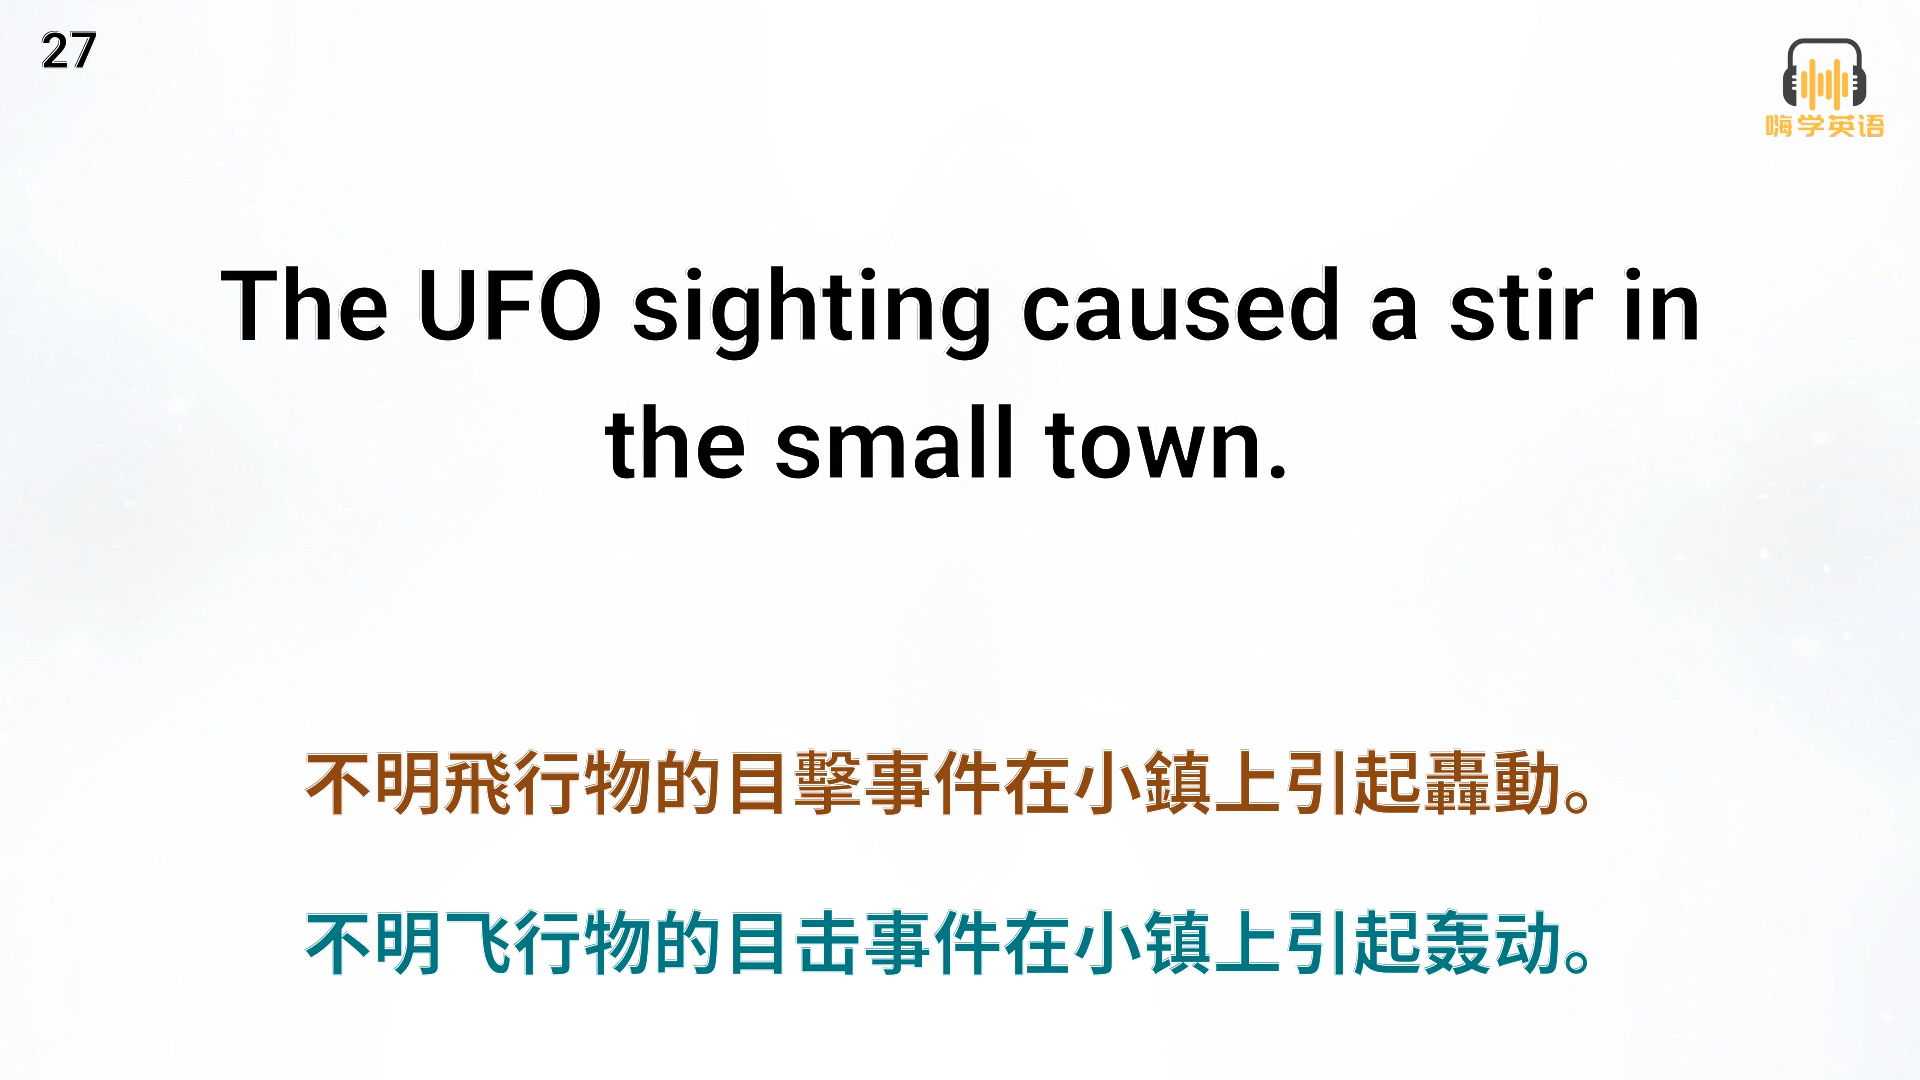 27
嗨学英语
The UFO sighting caused a stir in
the small town.
不明飛行物的目擊事件在小鎮上引起轟動。
不明飞行物的目击事件在小镇上引起轰动。